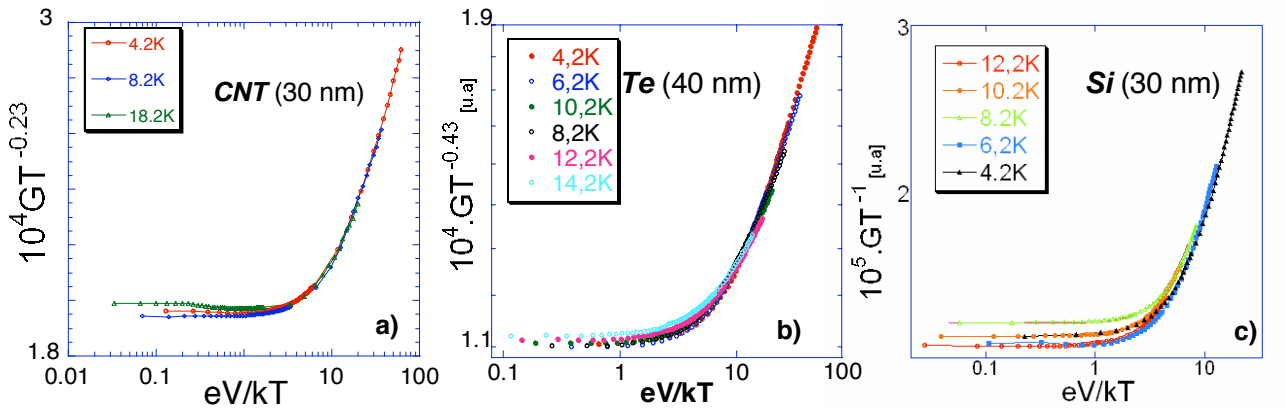 3
4.2K
8.2K
18.2K
CNT (30 nm)
10^4GT^-0.23
a)
1.8
0.01
0.1
1
10
100
eV/kT
1.9
4,2K
6,2K
10,2K
8,2K
12,2K
14,2K
Te (40 nm)
10^4.GT^-0.43 [u.a]
b)
1.1
1
10
100
eV/kT
3
12,2K
10.2K
8.2K
6,2K
4.2K
Si (30 nm)
2
10^5.GT^-1 [u.a]
c)
0.1
1
10
eV/kT